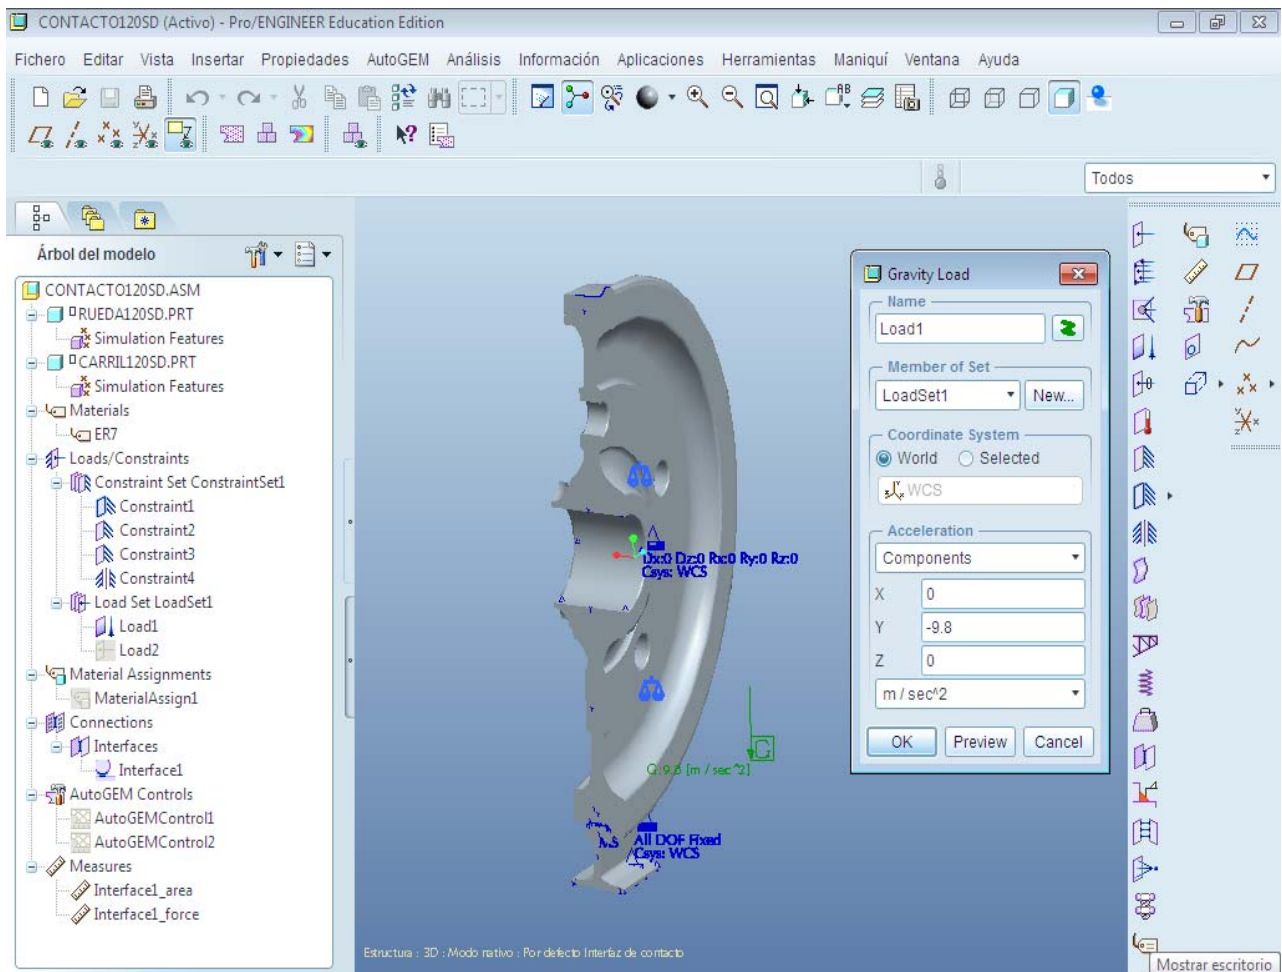 CONTACTO120SD (Activo) - Pro/ENGINEER Education Edition
Fichero Editar Vista Insertar Propiedades AutoGEM Análisis Información Aplicaciones Herramientas Maniquí Ventana Ayuda
Todos
Árbol del modelo
CONTACTO120SD.ASM
RUEDA120SD.PRT
Simulation Features
CARRIL120SD.PRT
Simulation Features
Materials
ER7
Loads/Constraints
Constraint Set ConstraintSet1
Constraint1
Constraint2
Constraint3
Constraint4
Load Set LoadSet1
Load1
Load2
Material Assignments
MaterialAssign1
Connections
Interfaces
Interface1
AutoGEM Controls
AutoGEMControl1
AutoGEMControl2
Measures
Interface1_area
Interface1_force
Dx:0 Dz:0 Rx:0 Ry:0 Rz:0
Csys: WCS
G
G:9.8 [m / sec^2]
All DOF Fixed
Csys: WCS
Estructura : 3D : Modo nativo : Por defecto Interfaz de contacto
Gravity Load
Name
Load1
Member of Set
LoadSet1
New...
Coordinate System
World Selected
WCS
Acceleration
Components
X 0
Y -9.8
Z 0
m / sec^2
OK Preview Cancel
Mostrar escritorio